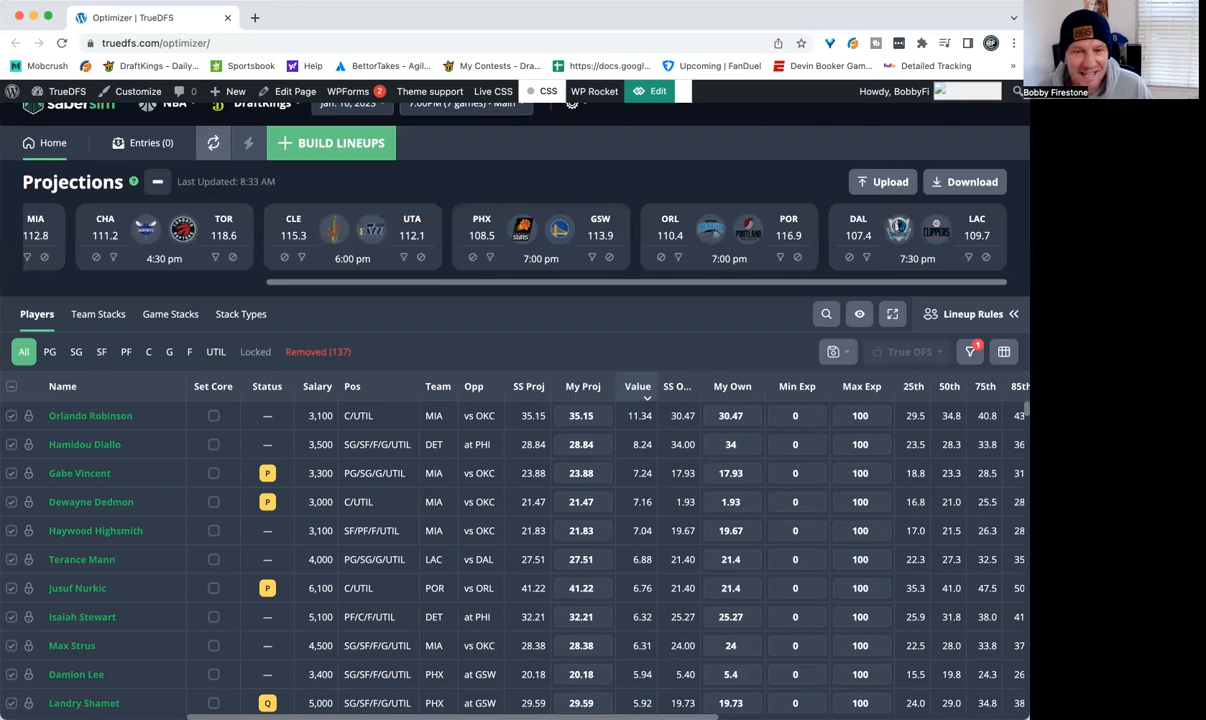 Optimizer | TrueDFS
truedfs.com/optimizer/
Mobcrush DraftKings - Daily... Sportsbook Help BettorTakes - Agil... My Contests - Dra... https://docs.googl... Upcoming | FanDuel Devin Booker Gam... Detailed Tracking
TrueDFS Customize 0 New Edit Page WPForms 2 Theme support Live CSS CSS WP Rocket Edit Howdy, BobbyFi
Bobby Firestone
sabersim NBA DraftKings Jan. 10, 2023 7:00PM (7 games) - Main
Home Entries (0) BUILD LINEUPS
Projections Last Updated: 8:33 AM Upload Download
MIA CHA TOR CLE UTA PHX GSW ORL POR DAL LAC
112.8 111.2 118.6 115.3 112.1 108.5 113.9 110.4 116.9 107.4 109.7
4:30 pm 6:00 pm 7:00 pm 7:00 pm 7:30 pm
Players Team Stacks Game Stacks Stack Types Lineup Rules
All PG SG SF PF C G F UTIL Locked Removed (137) True DFS 1
Name Set Core Status Salary Pos Team Opp SS Proj My Proj Value SS O... My Own Min Exp Max Exp 25th 50th 75th 85th
Orlando Robinson — 3,100 C/UTIL MIA vs OKC 35.15 35.15 11.34 30.47 30.47 0 100 29.5 34.8 40.8 43
Hamidou Diallo — 3,500 SG/SF/F/G/UTIL DET at PHI 28.84 28.84 8.24 34.00 34 0 100 23.5 28.3 33.8 36
Gabe Vincent P 3,300 PG/SG/G/UTIL MIA vs OKC 23.88 23.88 7.24 17.93 17.93 0 100 18.8 23.3 28.5 31
Dewayne Dedmon P 3,000 C/UTIL MIA vs OKC 21.47 21.47 7.16 1.93 1.93 0 100 16.8 21.0 25.5 28
Haywood Highsmith — 3,100 SF/PF/F/UTIL MIA vs OKC 21.83 21.83 7.04 19.67 19.67 0 100 17.0 21.5 26.3 28
Terance Mann — 4,000 PG/SG/G/UTIL LAC vs DAL 27.51 27.51 6.88 21.40 21.4 0 100 22.3 27.3 32.5 35
Jusuf Nurkic P 6,100 C/UTIL POR vs ORL 41.22 41.22 6.76 21.40 21.4 0 100 35.3 41.0 47.5 50
Isaiah Stewart — 5,100 PF/C/F/UTIL DET at PHI 32.21 32.21 6.32 25.27 25.27 0 100 25.9 31.8 38.0 41
Max Strus — 4,500 SG/SF/F/G/UTIL MIA vs OKC 28.38 28.38 6.31 24.00 24 0 100 22.5 28.0 33.8 37
Damion Lee — 3,400 SG/SF/F/G/UTIL PHX at GSW 20.18 20.18 5.94 5.40 5.4 0 100 15.5 19.8 24.3 26
Landry Shamet Q 5,000 SG/SF/F/G/UTIL PHX at GSW 29.59 29.59 5.92 19.73 19.73 0 100 24.0 29.0 34.8 38